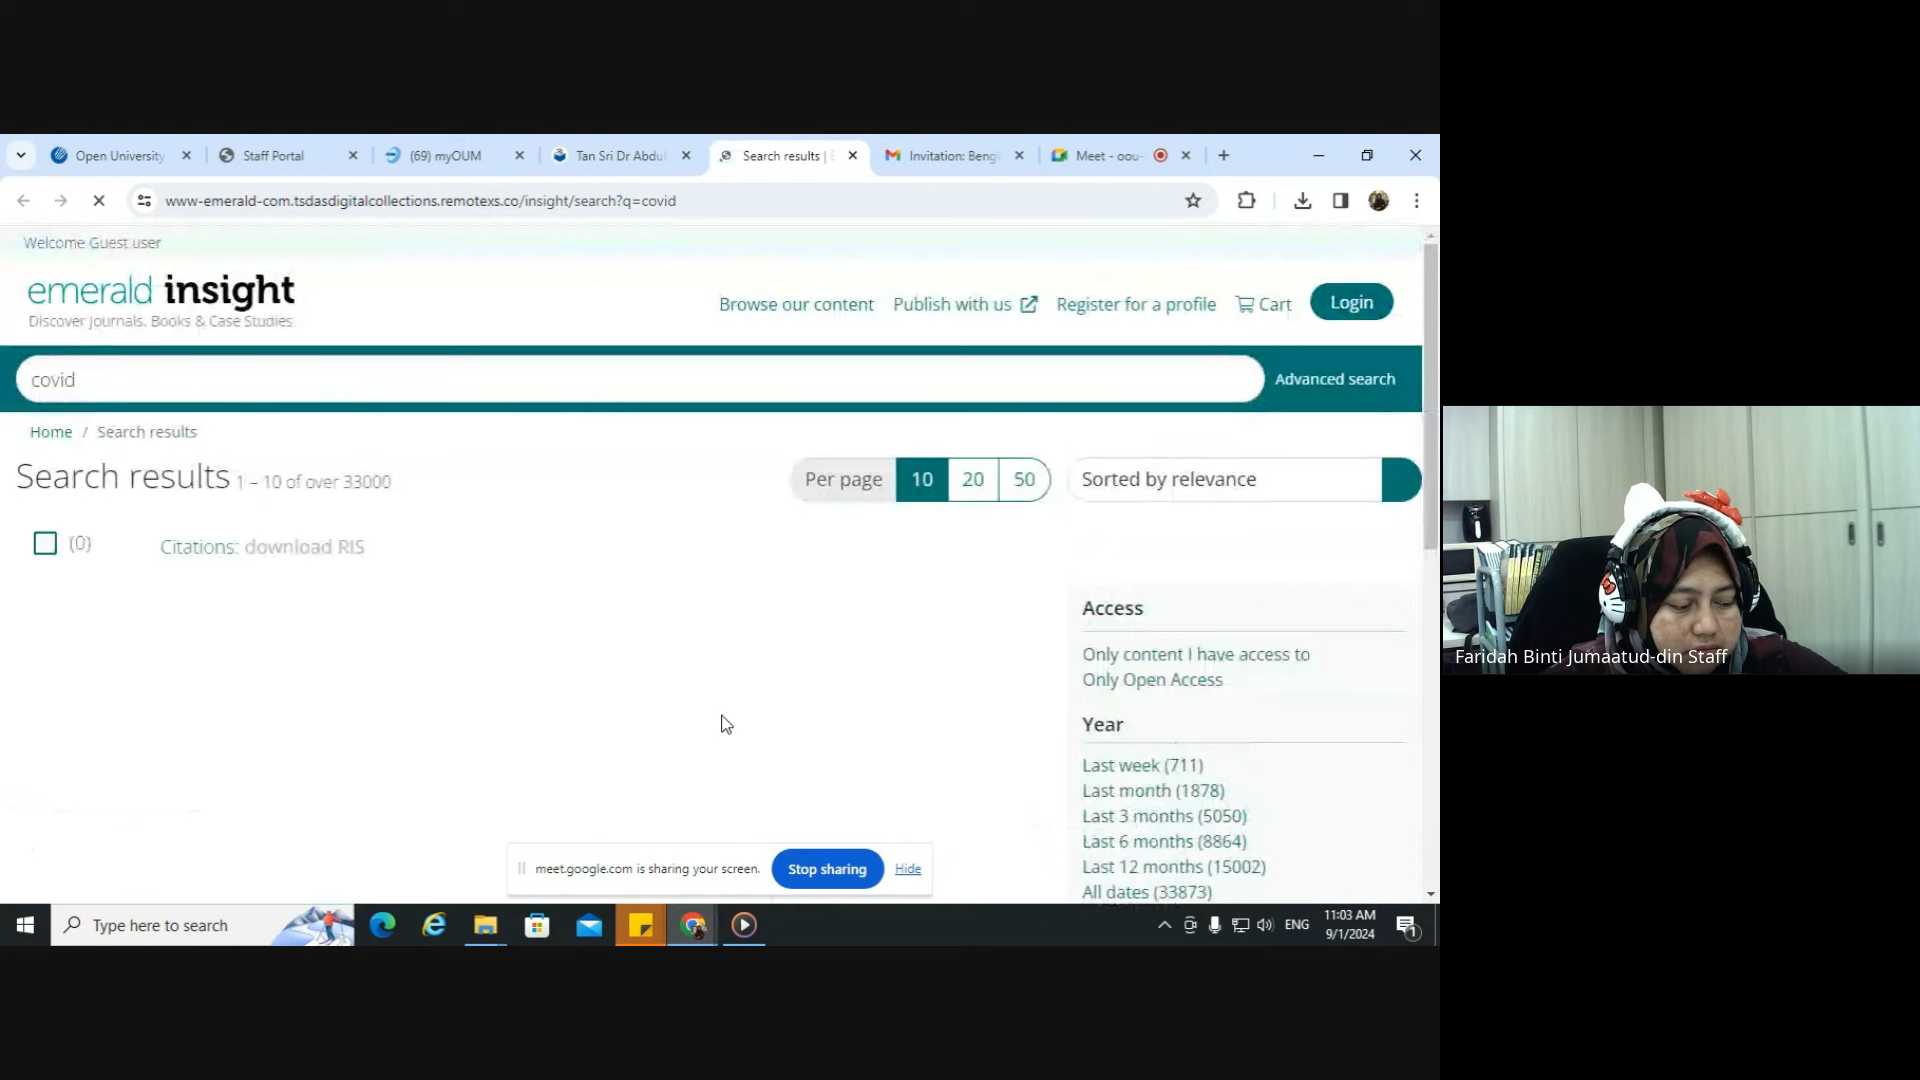 Open University
Staff Portal
(69) myOUM
Tan Sri Dr Abdu
Search results |
Invitation: Beng
Meet - oou-
www-emerald-com.tsdasdigitalcollections.remotexs.co/insight/search?q=covid
Welcome Guest user
emerald insight
Discover Journals, Books & Case Studies
Browse our content
Publish with us
Register for a profile
Cart
Login
covid
Advanced search
Home / Search results
Search results 1 – 10 of over 33000
Per page 10 20 50
Sorted by relevance
(0)
Citations: download RIS
Access
Only content I have access to
Only Open Access
Year
Last week (711)
Last month (1878)
Last 3 months (5050)
Last 6 months (8864)
Last 12 months (15002)
All dates (33873)
meet.google.com is sharing your screen.
Stop sharing
Hide
Type here to search
ENG
11:03 AM
9/1/2024
1
Faridah Binti Jumaatud-din Staff